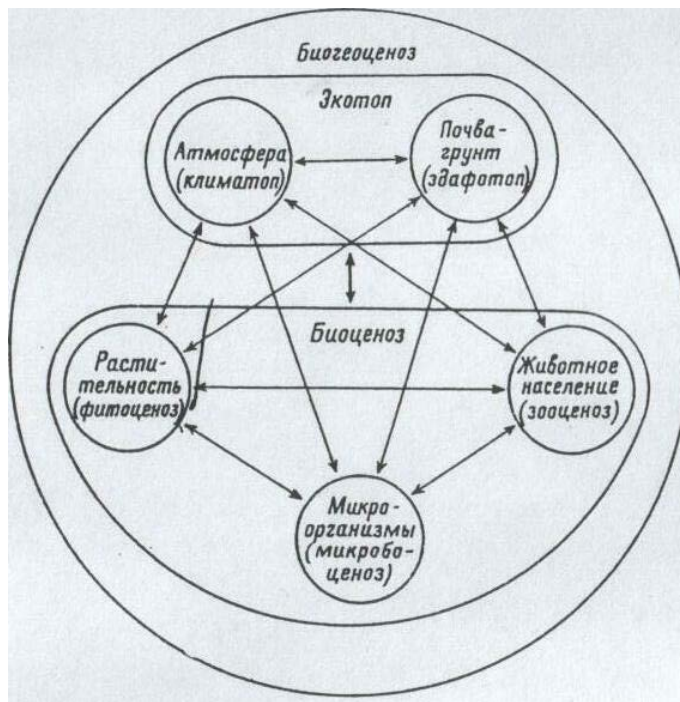 Биогеоценоз
Экотоп
Атмосфера
(климатоп)
Почва-
грунт
(эдафотоп)
Биоценоз
Расти-
тельность
(фитоценоз)
Животное
население
(зооценоз)
Микро-
организмы
(микробо-
ценоз)